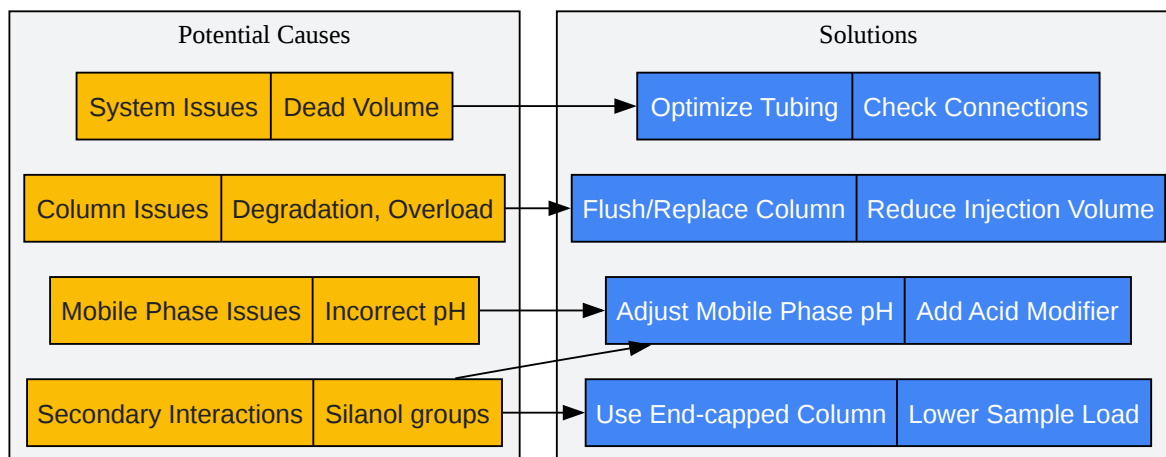 Potential Causes
System Issues
Dead Volume
Column Issues
Degradation, Overload
Mobile Phase Issues
Incorrect pH
Secondary Interactions
Silanol groups
Solutions
Optimize Tubing
Check Connections
Flush/Replace Column
Reduce Injection Volume
Adjust Mobile Phase pH
Add Acid Modifier
Use End-capped Column
Lower Sample Load